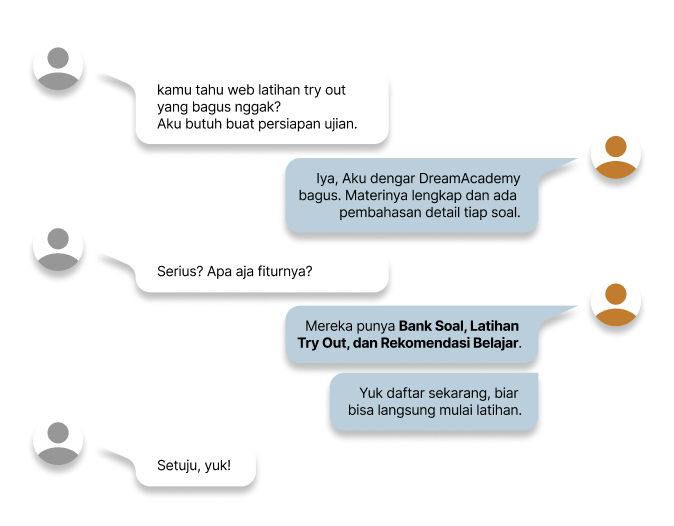 kamu tahu web latihan try out
yang bagus nggak?
Aku butuh buat persiapan ujian.
Iya, Aku dengar DreamAcademy
bagus. Materinya lengkap dan ada
pembahasan detail tiap soal.
Serius? Apa aja fiturnya?
Mereka punya Bank Soal, Latihan
Try Out, dan Rekomendasi Belajar.
Yuk daftar sekarang, biar
bisa langsung mulai latihan.
Setuju, yuk!